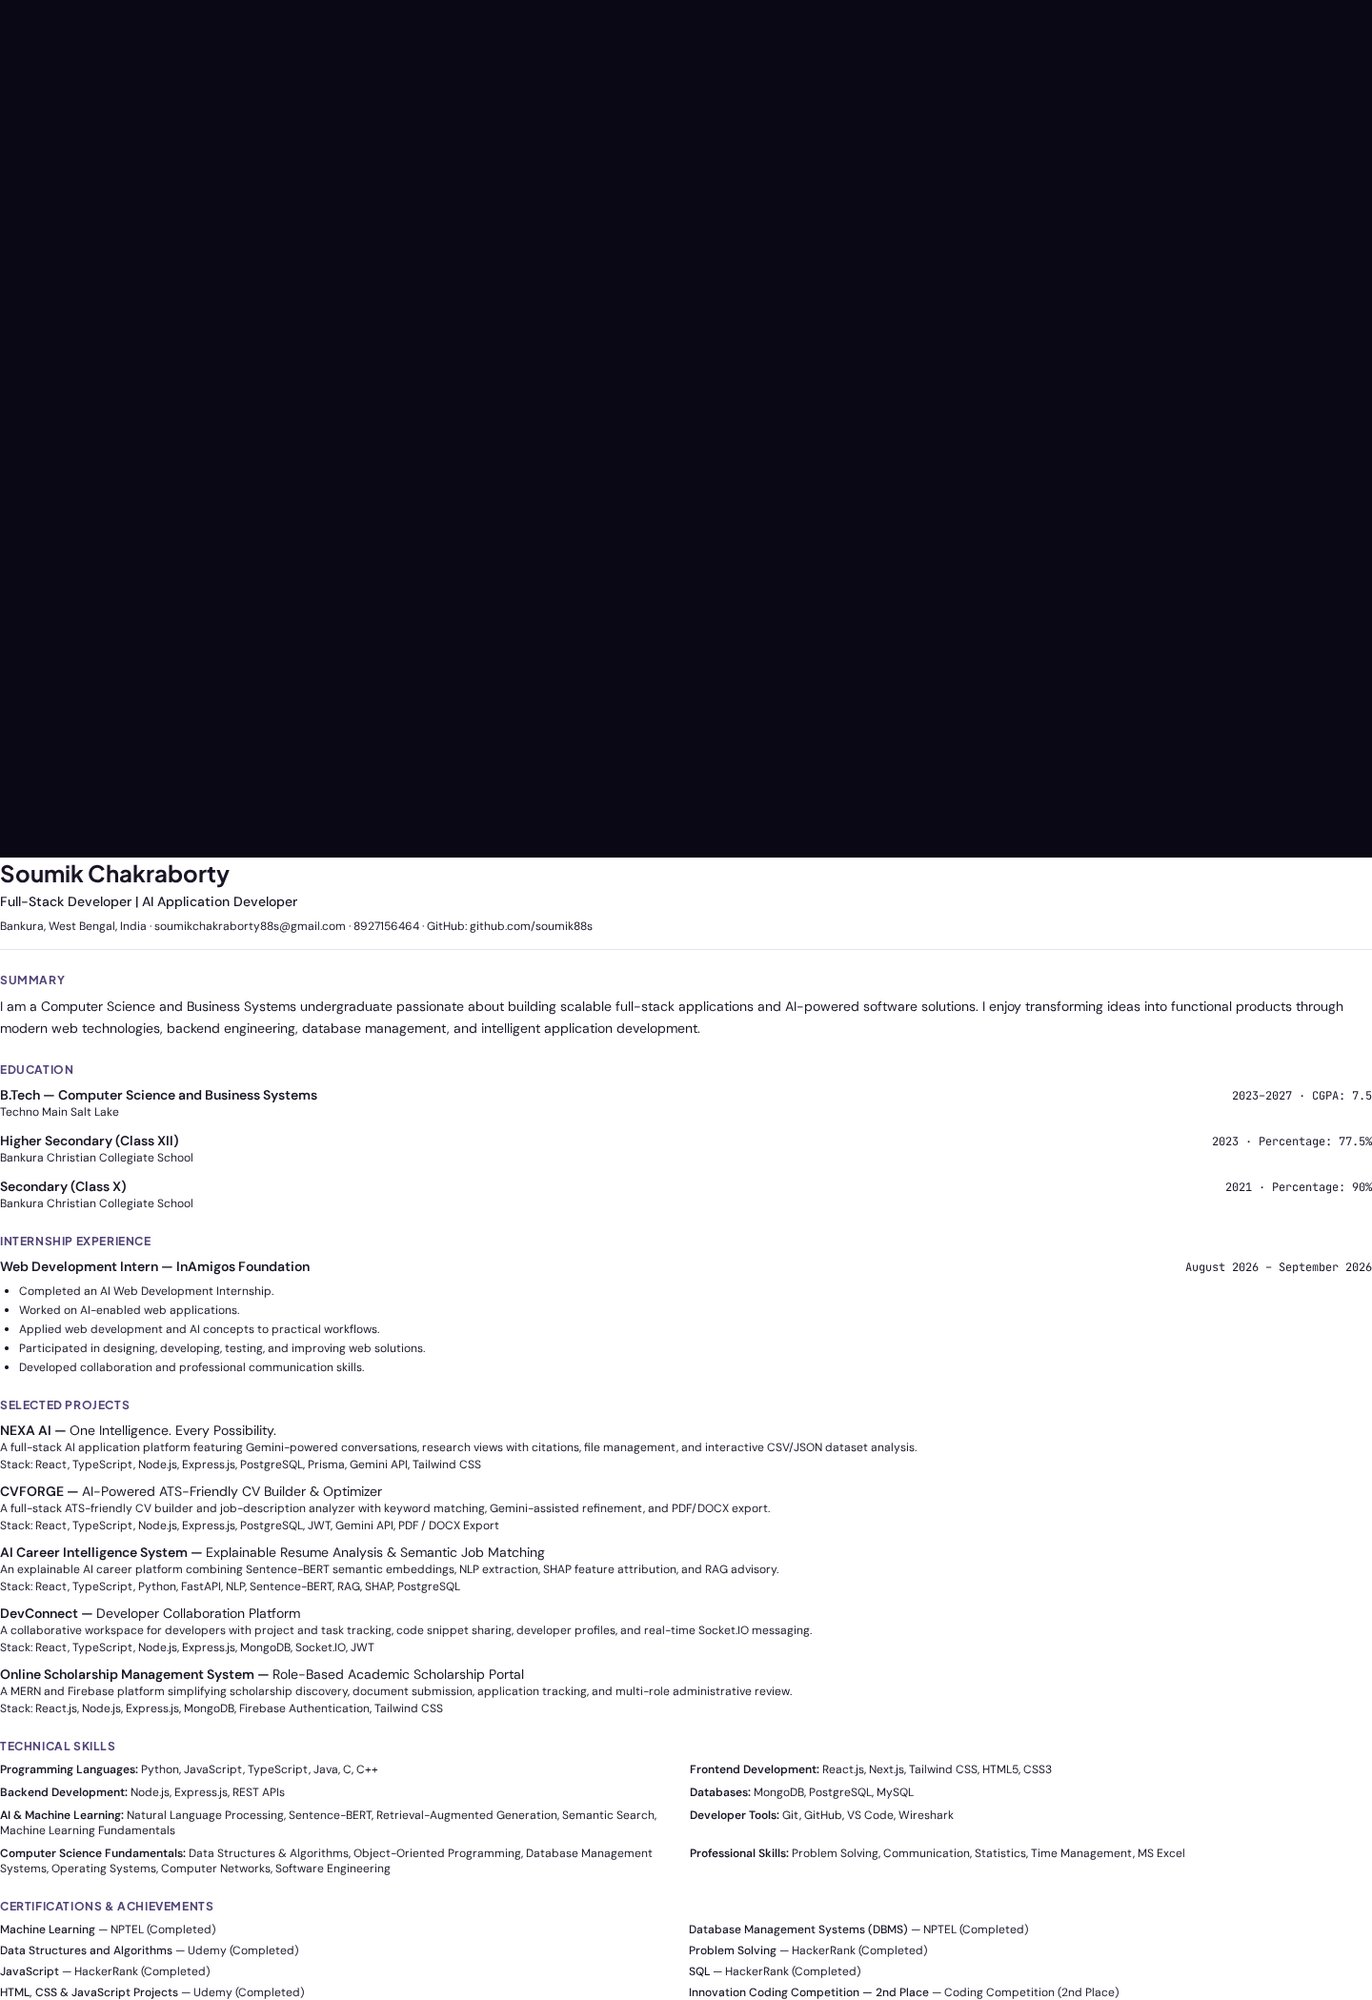 Soumik Chakraborty
Full-Stack Developer | AI Application Developer
Bankura, West Bengal, India · soumikchakraborty88s@gmail.com · 8927156464 · GitHub: github.com/soumik88s
SUMMARY
I am a Computer Science and Business Systems undergraduate passionate about building scalable full-stack applications and AI-powered software solutions. I enjoy transforming ideas into functional products through
modern web technologies, backend engineering, database management, and intelligent application development.
EDUCATION
B.Tech — Computer Science and Business Systems 2023–2027 · CGPA: 7.5
Techno Main Salt Lake
Higher Secondary (Class XII) 2023 · Percentage: 77.5%
Bankura Christian Collegiate School
Secondary (Class X) 2021 · Percentage: 90%
Bankura Christian Collegiate School
INTERNSHIP EXPERIENCE
Web Development Intern — InAmigos Foundation August 2026 – September 2026
• Completed an AI Web Development Internship.
• Worked on AI-enabled web applications.
• Applied web development and AI concepts to practical workflows.
• Participated in designing, developing, testing, and improving web solutions.
• Developed collaboration and professional communication skills.
SELECTED PROJECTS
NEXA AI — One Intelligence. Every Possibility.
A full-stack AI application platform featuring Gemini-powered conversations, research views with citations, file management, and interactive CSV/JSON dataset analysis.
Stack: React, TypeScript, Node.js, Express.js, PostgreSQL, Prisma, Gemini API, Tailwind CSS
CVFORGE — AI-Powered ATS-Friendly CV Builder & Optimizer
A full-stack ATS-friendly CV builder and job-description analyzer with keyword matching, Gemini-assisted refinement, and PDF/DOCX export.
Stack: React, TypeScript, Node.js, Express.js, PostgreSQL, JWT, Gemini API, PDF / DOCX Export
AI Career Intelligence System — Explainable Resume Analysis & Semantic Job Matching
An explainable AI career platform combining Sentence-BERT semantic embeddings, NLP extraction, SHAP feature attribution, and RAG advisory.
Stack: React, TypeScript, Python, FastAPI, NLP, Sentence-BERT, RAG, SHAP, PostgreSQL
DevConnect — Developer Collaboration Platform
A collaborative workspace for developers with project and task tracking, code snippet sharing, developer profiles, and real-time Socket.IO messaging.
Stack: React, TypeScript, Node.js, Express.js, MongoDB, Socket.IO, JWT
Online Scholarship Management System — Role-Based Academic Scholarship Portal
A MERN and Firebase platform simplifying scholarship discovery, document submission, application tracking, and multi-role administrative review.
Stack: React.js, Node.js, Express.js, MongoDB, Firebase Authentication, Tailwind CSS
TECHNICAL SKILLS
Programming Languages: Python, JavaScript, TypeScript, Java, C, C++
Frontend Development: React.js, Next.js, Tailwind CSS, HTML5, CSS3
Backend Development: Node.js, Express.js, REST APIs
Databases: MongoDB, PostgreSQL, MySQL
AI & Machine Learning: Natural Language Processing, Sentence-BERT, Retrieval-Augmented Generation, Semantic Search,
Machine Learning Fundamentals
Developer Tools: Git, GitHub, VS Code, Wireshark
Computer Science Fundamentals: Data Structures & Algorithms, Object-Oriented Programming, Database Management
Systems, Operating Systems, Computer Networks, Software Engineering
Professional Skills: Problem Solving, Communication, Statistics, Time Management, MS Excel
CERTIFICATIONS & ACHIEVEMENTS
Machine Learning — NPTEL (Completed)
Database Management Systems (DBMS) — NPTEL (Completed)
Data Structures and Algorithms — Udemy (Completed)
Problem Solving — HackerRank (Completed)
JavaScript — HackerRank (Completed)
SQL — HackerRank (Completed)
HTML, CSS & JavaScript Projects — Udemy (Completed)
Innovation Coding Competition — 2nd Place — Coding Competition (2nd Place)